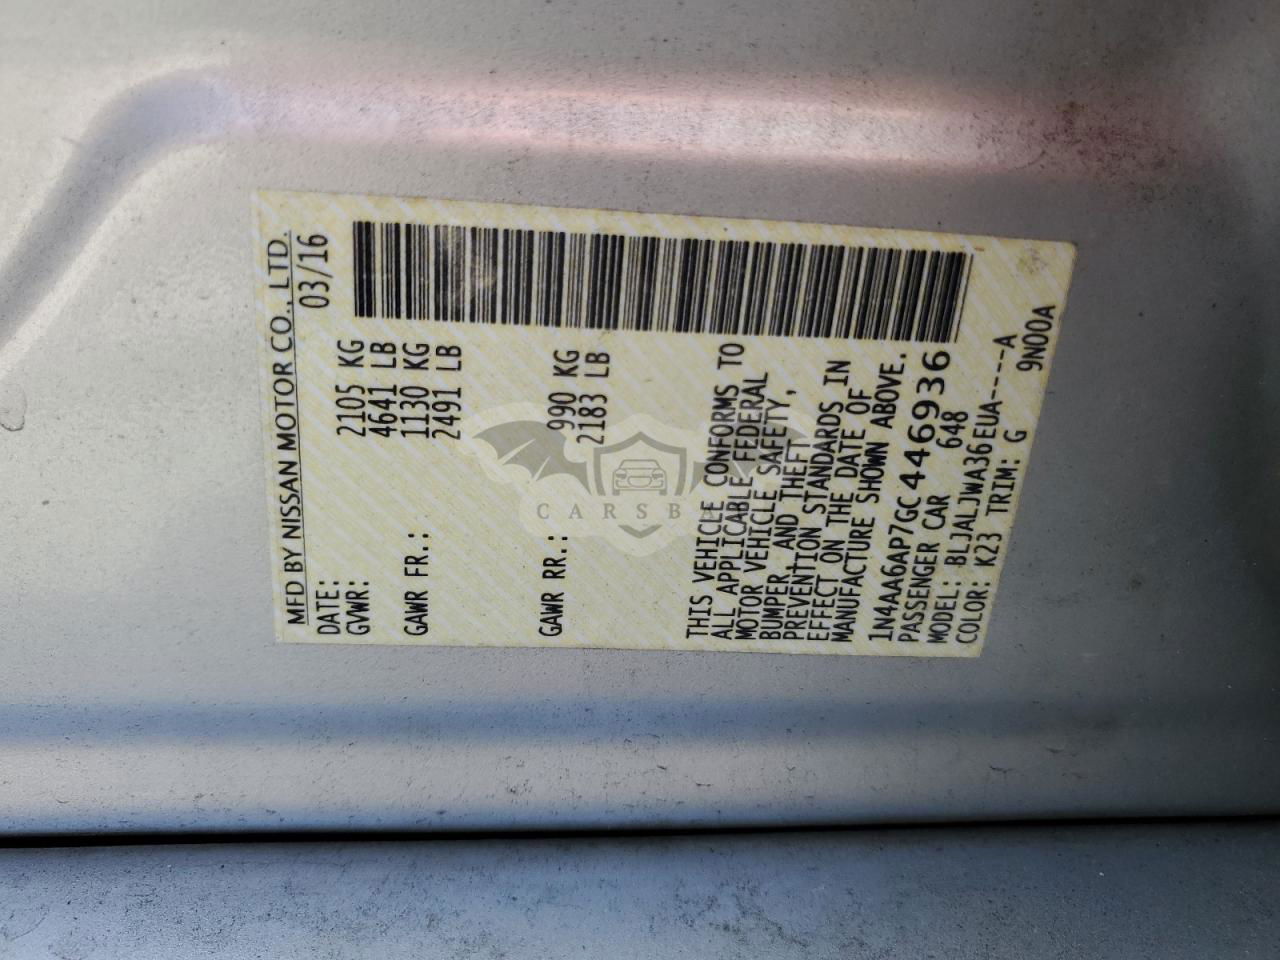 MFD BY NISSAN MOTOR CO., LTD.
DATE: 03/16
GVWR: 2105 KG
4641 LB
GAWR FR.: 1130 KG
2491 LB
GAWR RR.: 990 KG
2183 LB
THIS VEHICLE CONFORMS TO
ALL APPLICABLE FEDERAL
MOTOR VEHICLE SAFETY,
BUMPER, AND THEFT
PREVENTION STANDARDS IN
EFFECT ON THE DATE OF
MANUFACTURE SHOWN ABOVE.
1N4AA6AP7GC446936
PASSENGER CAR 648
MODEL: BLJALJWA36EUA----A
COLOR: K23 TRIM: G 9N00A